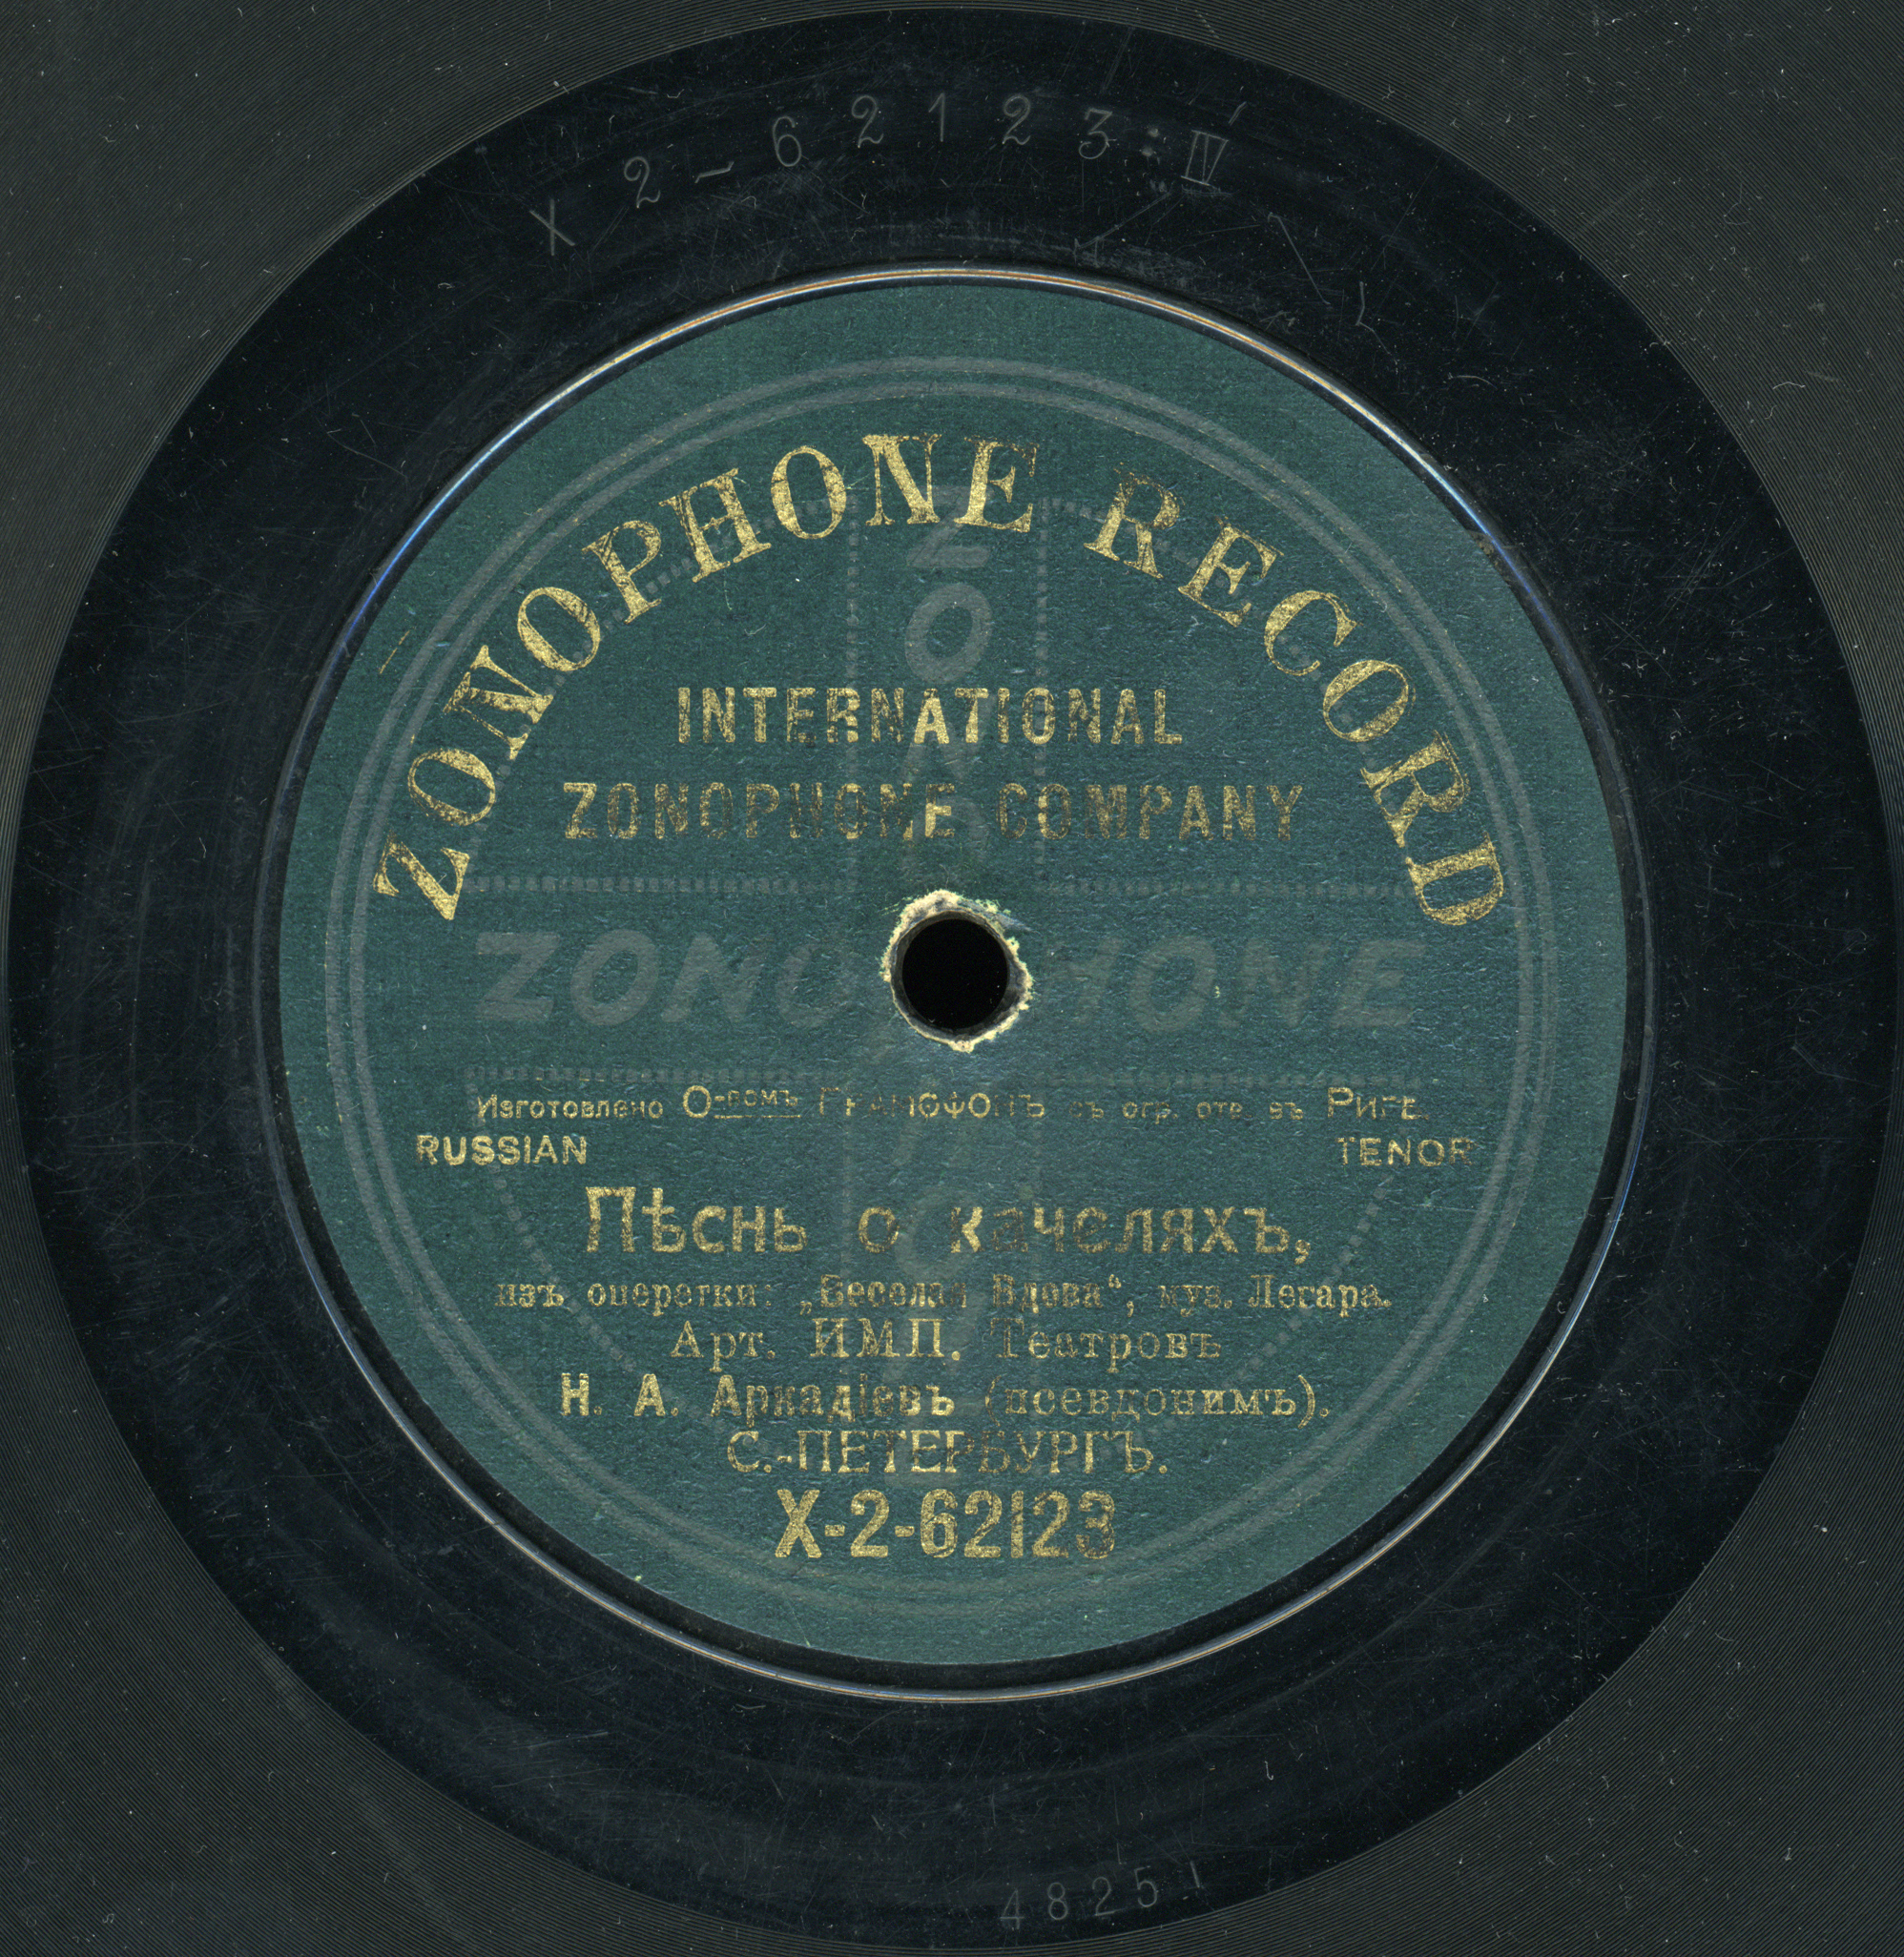 X 2-62123:IV
ZONOPHONE RECORD
INTERNATIONAL
ZONOPHONE COMPANY
ZONOPHONE
Изготовлено О-вомъ Граммофонъ съ огр. отв. въ Риге.
RUSSIAN TENOR
Пѣснь о качеляхъ,
изъ оперетки: „Веселая Вдова“, муз. Легара.
Арт. ИМП. Театровъ
Н. А. Аркадіевъ (псевдонимъ).
С.-ПЕТЕРБУРГЪ.
X-2-62123
48251